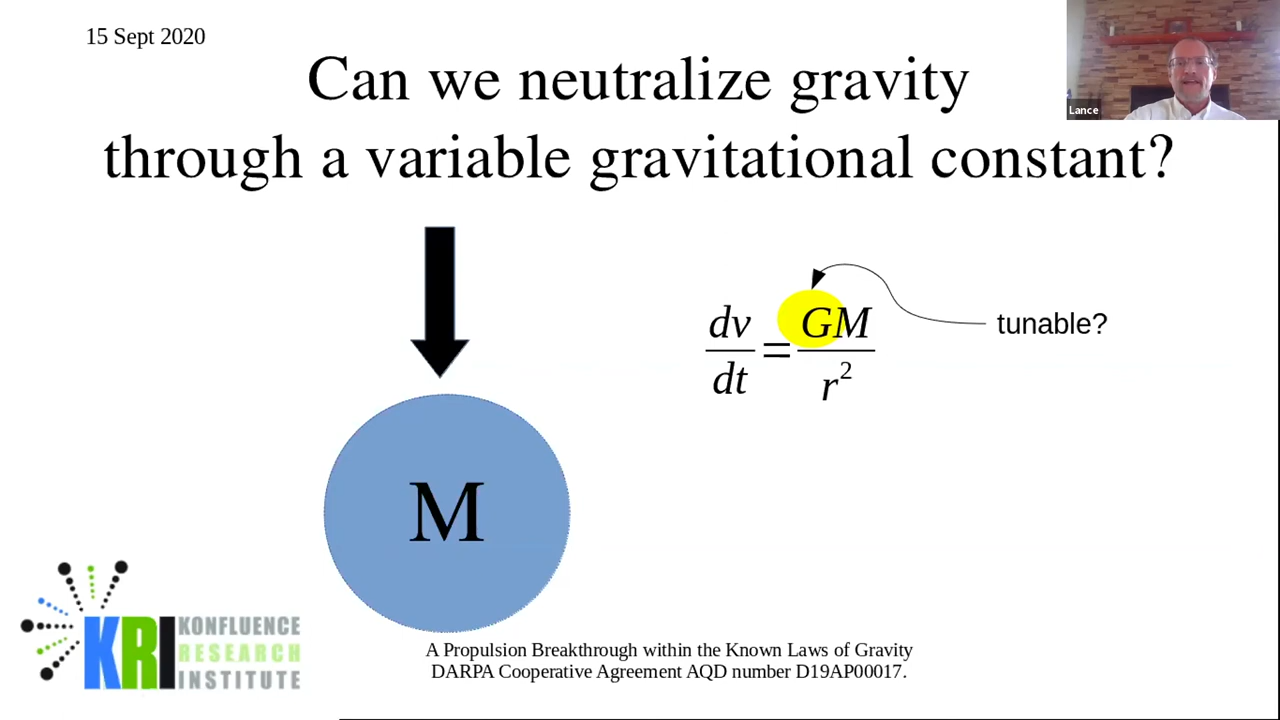 15 Sept 2020
Can we neutralize gravity
through a variable gravitational constant?
Lance
dv/dt = GM/r²
tunable?
M
KRI KONFLUENCE
RESEARCH
INSTITUTE
A Propulsion Breakthrough within the Known Laws of Gravity
DARPA Cooperative Agreement AQD number D19AP00017.